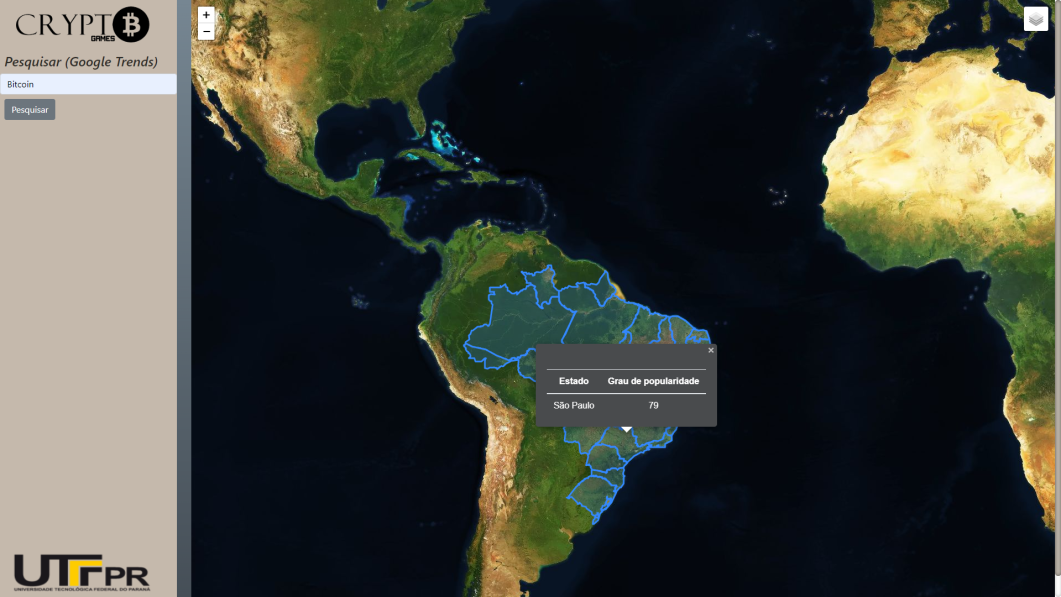 CRYPTB
GAMES
Pesquisar (Google Trends)
Bitcoin
Pesquisar
+
−
×
Estado Grau de popularidade
São Paulo 79
UTFPR
UNIVERSIDADE TECNOLÓGICA FEDERAL DO PARANÁ